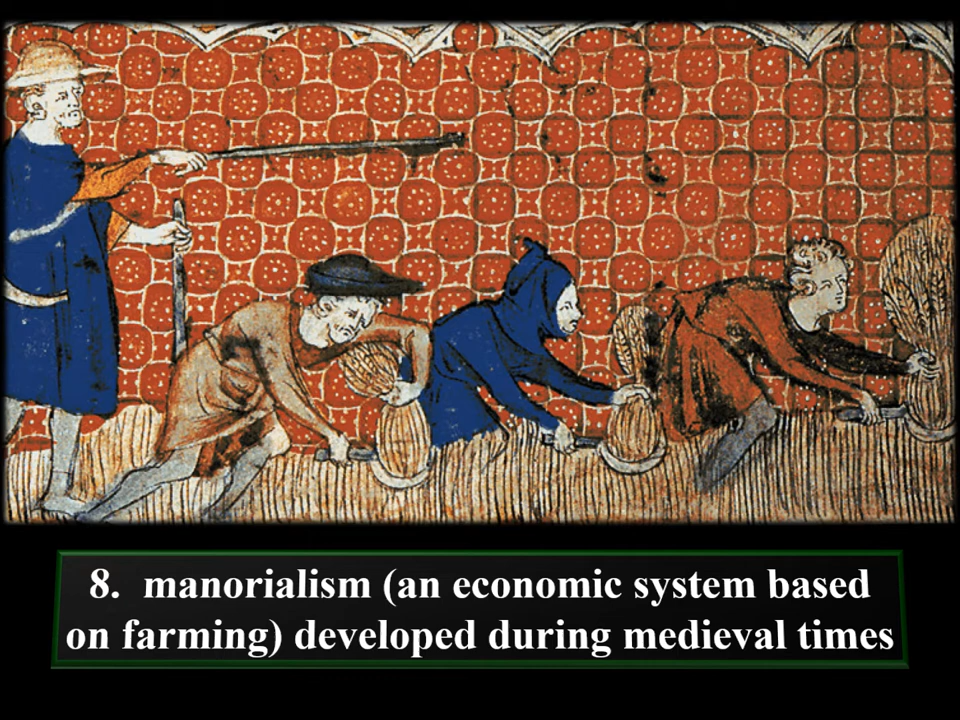 8.  manorialism (an economic system based
on farming) developed during medieval times